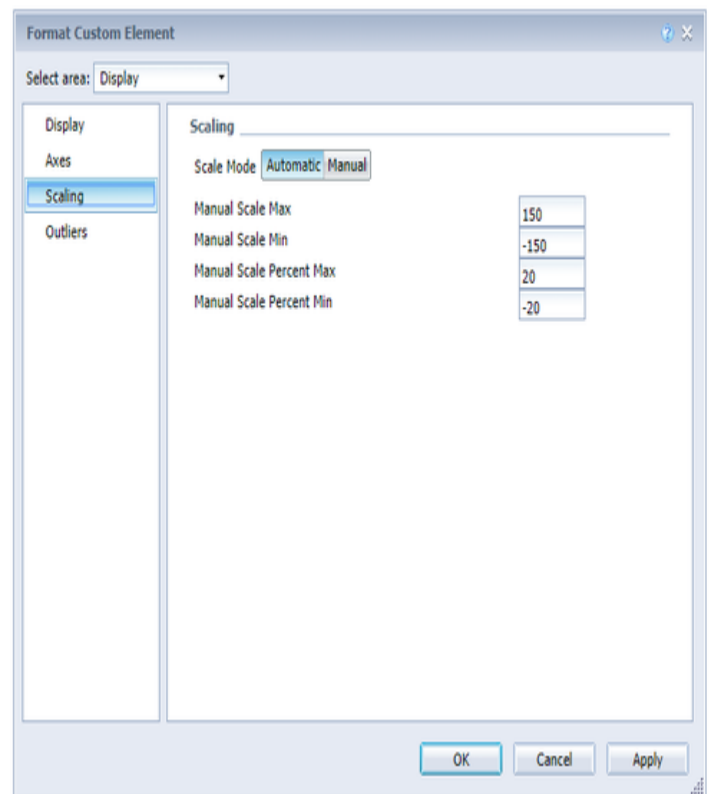 Format Custom Element
Select area: Display
Display
Axes
Scaling
Outliers
Scaling
Scale Mode Automatic Manual
Manual Scale Max 150
Manual Scale Min -150
Manual Scale Percent Max 20
Manual Scale Percent Min -20
OK Cancel Apply